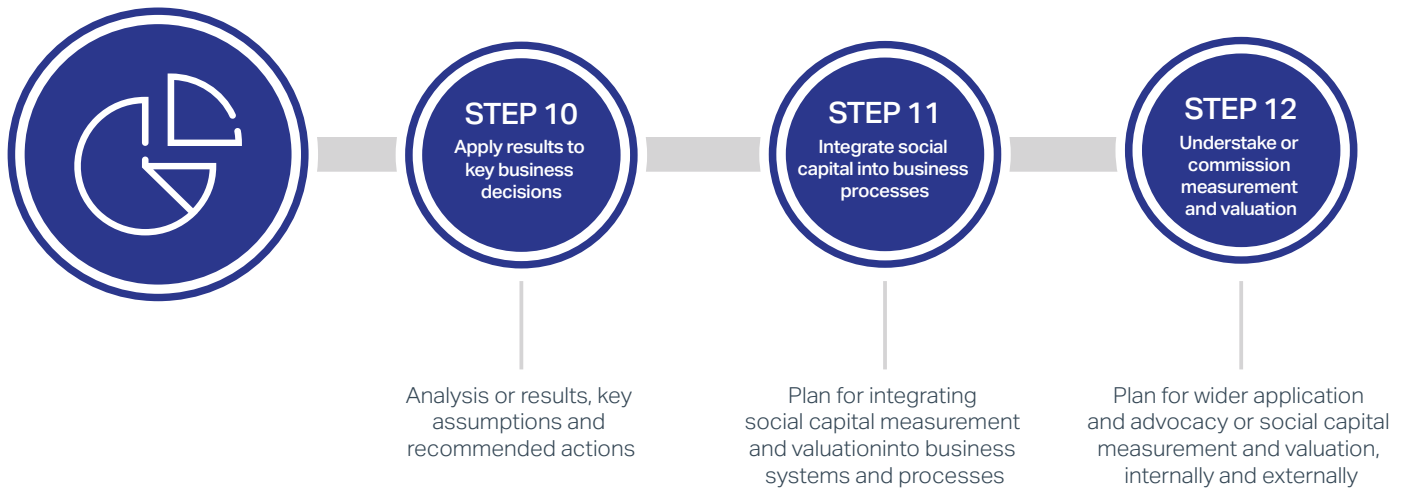 STEP 10
Apply results to
key business
decisions
Analysis or results, key
assumptions and
recommended actions
STEP 11
Integrate social
capital into business
processes
Plan for integrating
social capital measurement
and valuationinto business
systems and processes
STEP 12
Understake or
commission
measurement
and valuation
Plan for wider application
and advocacy or social capital
measurement and valuation,
internally and externally